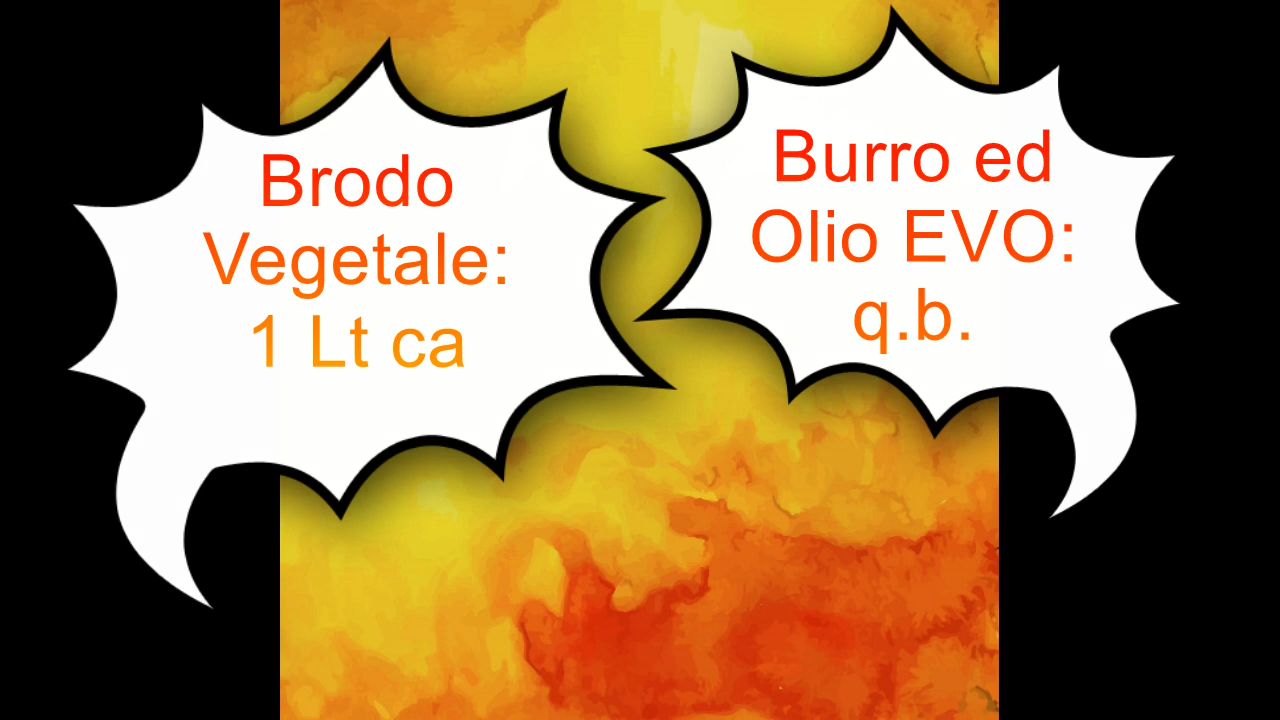 Brodo
Vegetale:
1 Lt ca
Burro ed
Olio EVO:
q.b.